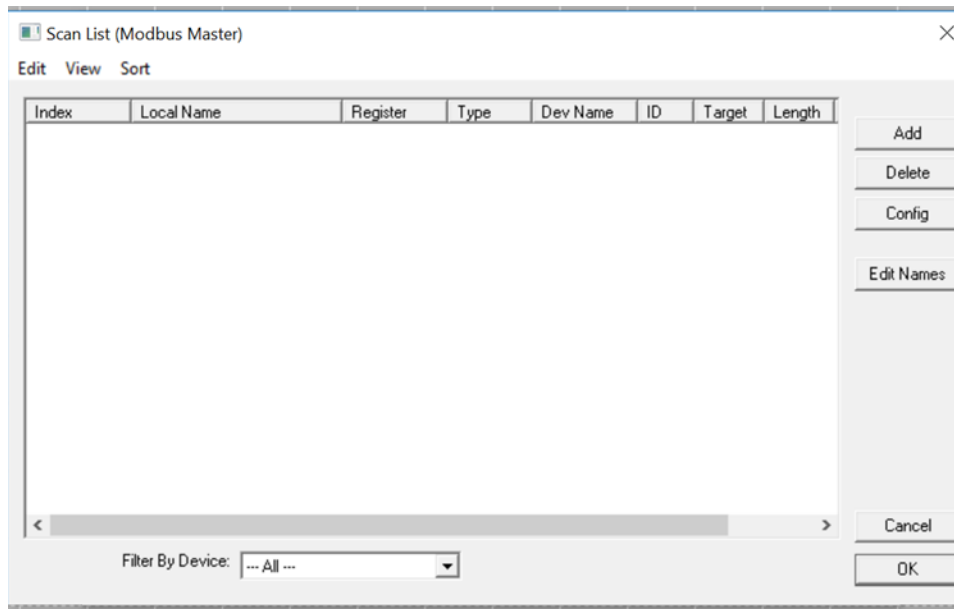 Scan List (Modbus Master)
Edit View Sort
Index Local Name Register Type Dev Name ID Target Length
Add
Delete
Config
Edit Names
Cancel
Filter By Device: --- All ---
OK